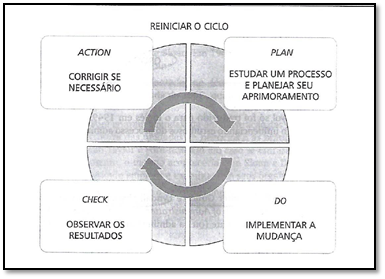 REINICIAR O CICLO
ACTION
CORRIGIR SE
NECESSÁRIO
PLAN
ESTUDAR UM PROCESSO
E PLANEJAR SEU
APRIMORAMENTO
CHECK
OBSERVAR OS
RESULTADOS
DO
IMPLEMENTAR A
MUDANÇA